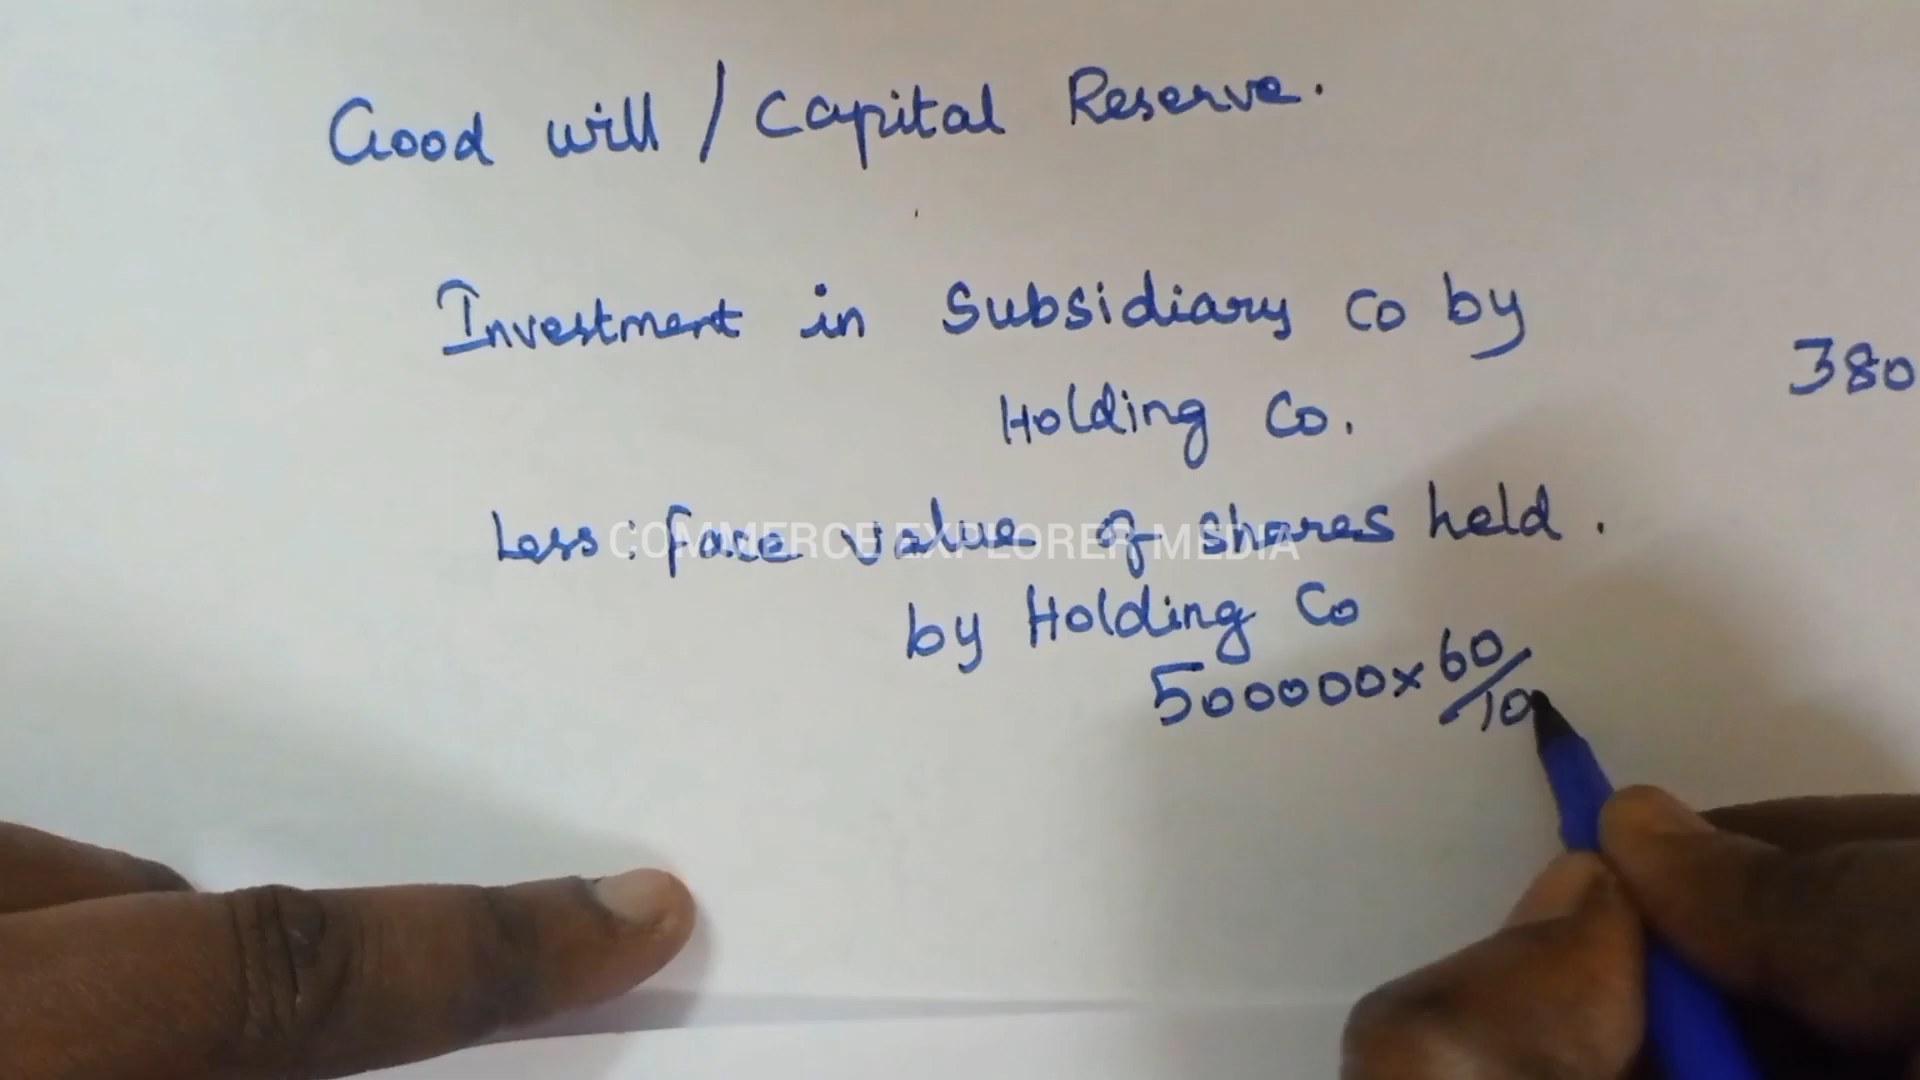 Good will / Capital Reserve.
Investment in Subsidiary Co by
Holding Co.
380
Less: face value of shares held.
by Holding Co
500000 x 60/10
COMMERCE EXPLORER MEDIA